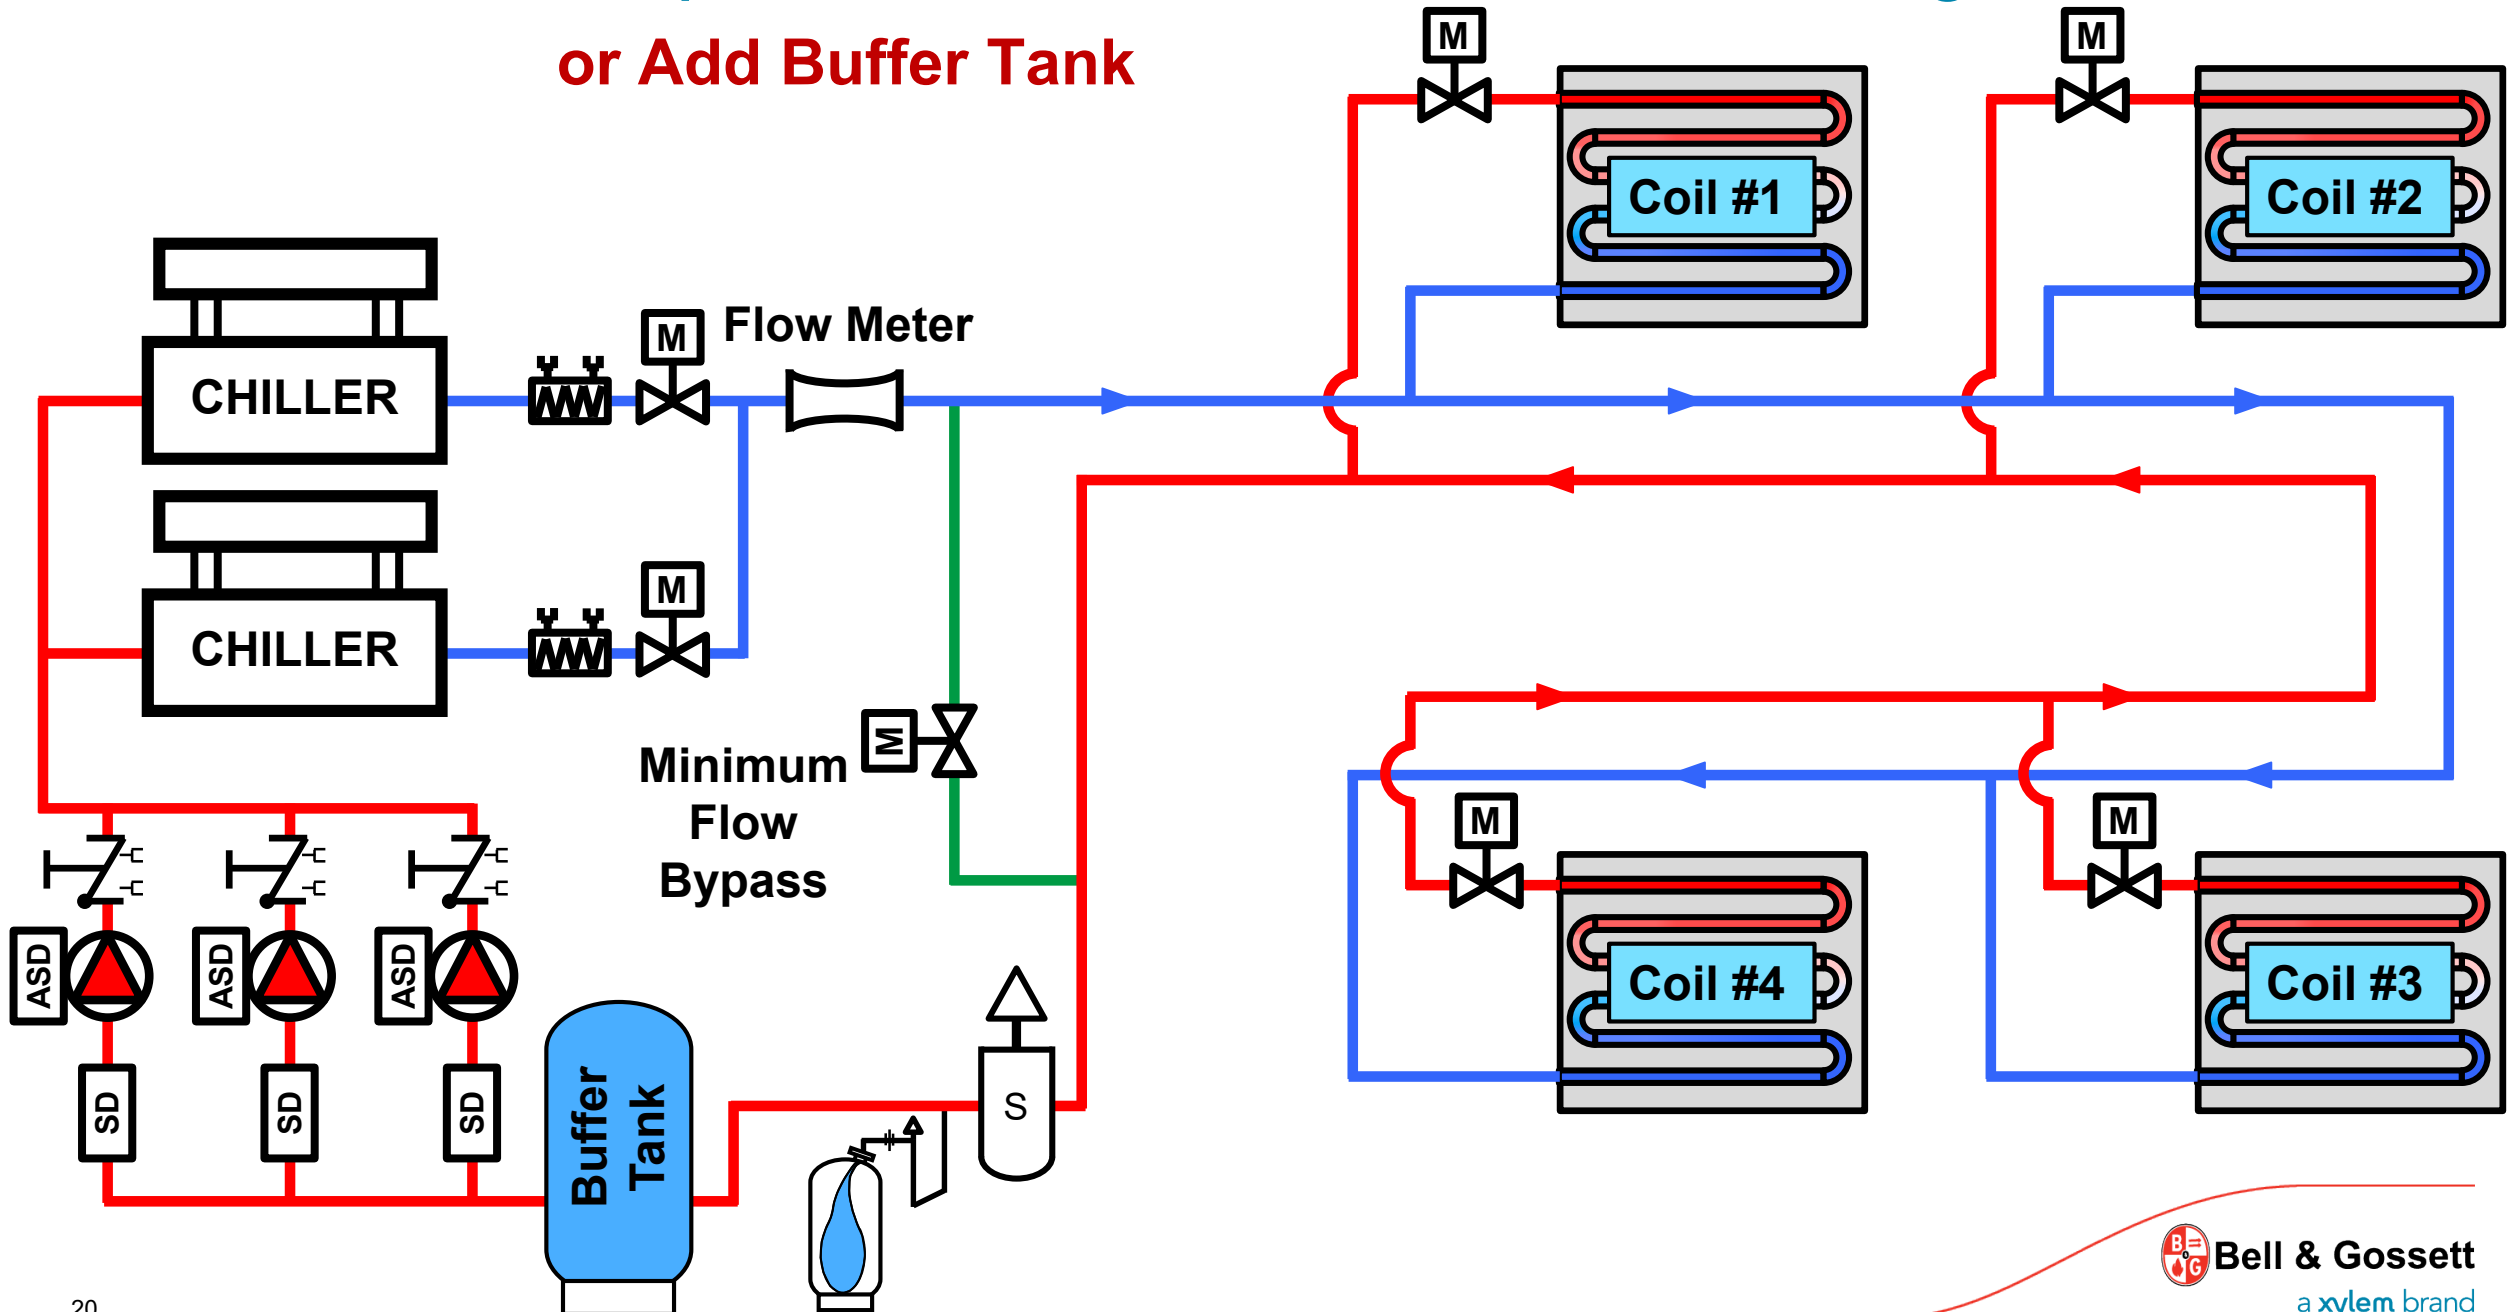 or Add Buffer Tank
M
M
Coil #1
Coil #2
M
Flow Meter
CHILLER
M
CHILLER
M
Minimum
Flow
Bypass
M
M
ASD
ASD
ASD
Coil #4
Coil #3
SD
SD
SD
Buffer
Tank
S
B G
Bell & Gossett
a xylem brand
20